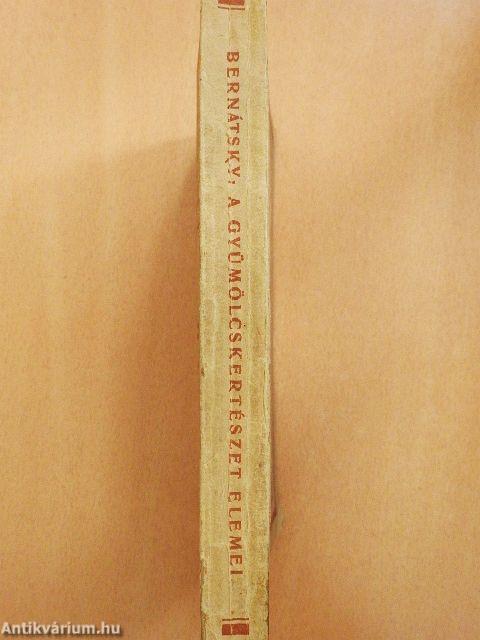 BERNÁTSKY: A GYÜMÖLCSKERTÉSZET ELEMEI
Antikvárium.hu